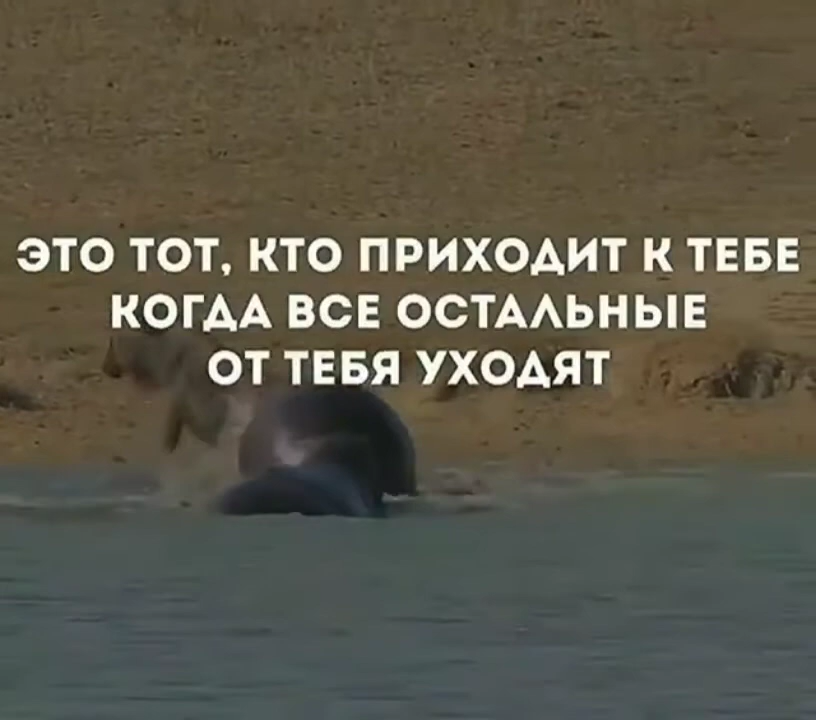 ЭТО ТОТ, КТО ПРИХОДИТ К ТЕБЕ
КОГДА ВСЕ ОСТАЛЬНЫЕ
ОТ ТЕБЯ УХОДЯТ